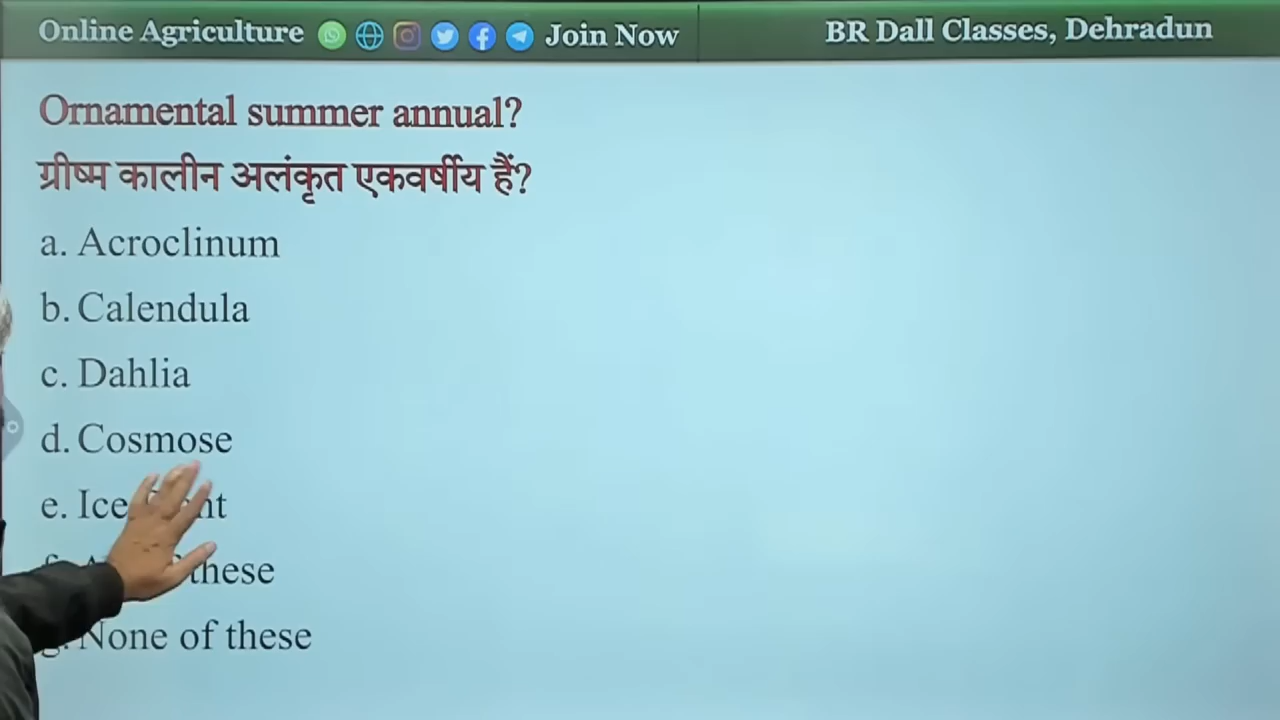 Online Agriculture Join Now BR Dall Classes, Dehradun
Ornamental summer annual?
ग्रीष्म कालीन अलंकृत एकवर्षीय हैं?
a. Acroclinum
b. Calendula
c. Dahlia
d. Cosmose
e. Ice
these
g. None of these